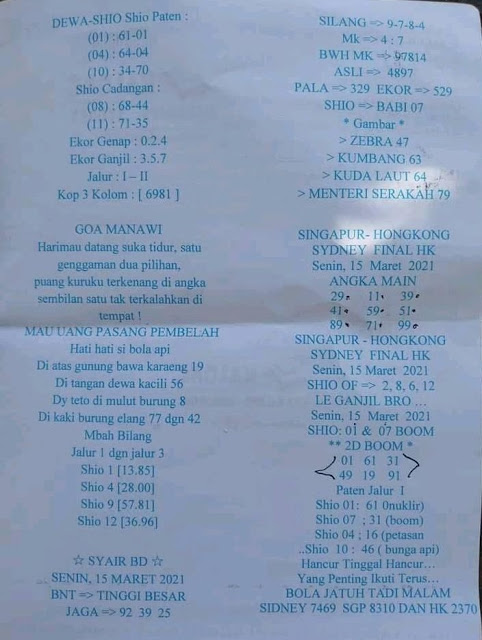 DEWA-SHIO Shio Paten :
(01) : 61-01
(04) : 64-04
(10) : 34-70
Shio Cadangan :
(08) : 68-44
(11) : 71-35
Ekor Genap : 0.2.4
Ekor Ganjil : 3.5.7
Jalur : I – II
Kop 3 Kolom : [ 6981 ]
GOA MANAWI
Harimau datang suka tidur, satu
genggaman dua pilihan,
puang kuruku terkenang di angka
sembilan satu tak terkalahkan di
tempat !
MAU UANG PASANG PEMBELAH
Hati hati si bola api
Di atas gunung bawa karaeng 19
Di tangan dewa kacili 56
Dy teto di mulut burung 8
Di kaki burung elang 77 dgn 42
Mbah Bilang
Jalur 1 dgn jalur 3
Shio 1 [13.85]
Shio 4 [28.00]
Shio 9 [57.81]
Shio 12 [36.96]
☆ SYAIR BD ☆
SENIN, 15 MARET 2021
BNT => TINGGI BESAR
JAGA => 92 39 25
SILANG => 9-7-8-4
Mk => 4 : 7
BWH MK => 97814
ASLI => 4897
PALA => 329 EKOR => 529
SHIO => BABI 07
* Gambar *
> ZEBRA 47
> KUMBANG 63
> KUDA LAUT 64
> MENTERI SERAKAH 79
SINGAPUR- HONGKONG
SYDNEY FINAL HK
Senin, 15 Maret 2021
ANGKA MAIN
29. 11. 39.
41. 59. 51.
89. 71. 99.
SINGAPUR - HONGKONG
SYDNEY FINAL HK
Senin, 15 Maret 2021
SHIO OF => 2, 8, 6, 12
LE GANJIL BRO ...
Senin, 15 Maret 2021
SHIO: 01 & 07 BOOM
** 2D BOOM *
01 61 31
49 19 91
Paten Jalur I
Shio 01: 61 0nuklir)
Shio 07 ; 31 (boom)
Shio 04 ; 16 (petasan
..Shio 10 : 46 ( bunga api)
Hancur Tinggal Hancur...
Yang Penting Ikuti Terus...
BOLA JATUH TADI MALAM
SIDNEY 7469 SGP 8310 DAN HK 2370